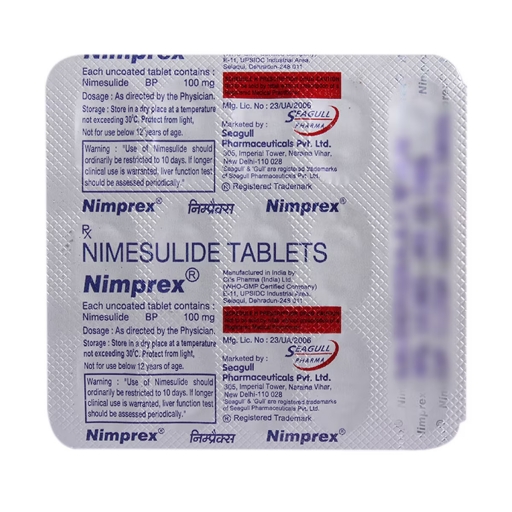 Nimprex®
Each uncoated tablet contains :
Nimesulide BP 100 mg
Dosage : As directed by the Physician.
Storage : Store in a dry place at a temperature
not exceeding 30°C. Protect from light,
Not for use below 12 years of age.
Warning : "Use of Nimesulide should
ordinarily be restricted to 10 days. If longer
clinical use is warranted, liver function test
should be assessed periodically."
E-11, UPSIDC Industrial Area,
Selaqui, Dehradun-248 011
Mfg. Lic. No : 23/UA/2006
SEAGULL
PHARMA
Marketed by :
Seagull
Pharmaceuticals Pvt. Ltd.
305, Imperial Tower, Naraina Vihar,
New Delhi-110 028
'Seagull' & 'Gull' are registered trademarks
of Seagull Pharmaceuticals Pvt. Ltd.
® Registered Trademark
Nimprex® निम्प्रैक्स Nimprex®
Rx
NIMESULIDE TABLETS
Nimprex®
Each uncoated tablet contains :
Nimesulide BP 100 mg
Dosage : As directed by the Physician.
Storage : Store in a dry place at a temperature
not exceeding 30°C. Protect from light,
Not for use below 12 years of age.
Warning : "Use of Nimesulide should
ordinarily be restricted to 10 days. If longer
clinical use is warranted, liver function test
should be assessed periodically."
Manufactured in India by
Pharma (India) Ltd.
(WHO-GMP Certified Company)
E-11, UPSIDC Industrial Area,
Selaqui, Dehradun-248 011
Mfg. Lic. No : 23/UA/2006
SEAGULL
PHARMA
Marketed by :
Seagull
Pharmaceuticals Pvt. Ltd.
305, Imperial Tower, Naraina Vihar,
New Delhi-110 028
'Seagull' & 'Gull' are registered trademarks
of Seagull Pharmaceuticals Pvt. Ltd.
® Registered Trademark
Nimprex® निम्प्रैक्स Nimprex®